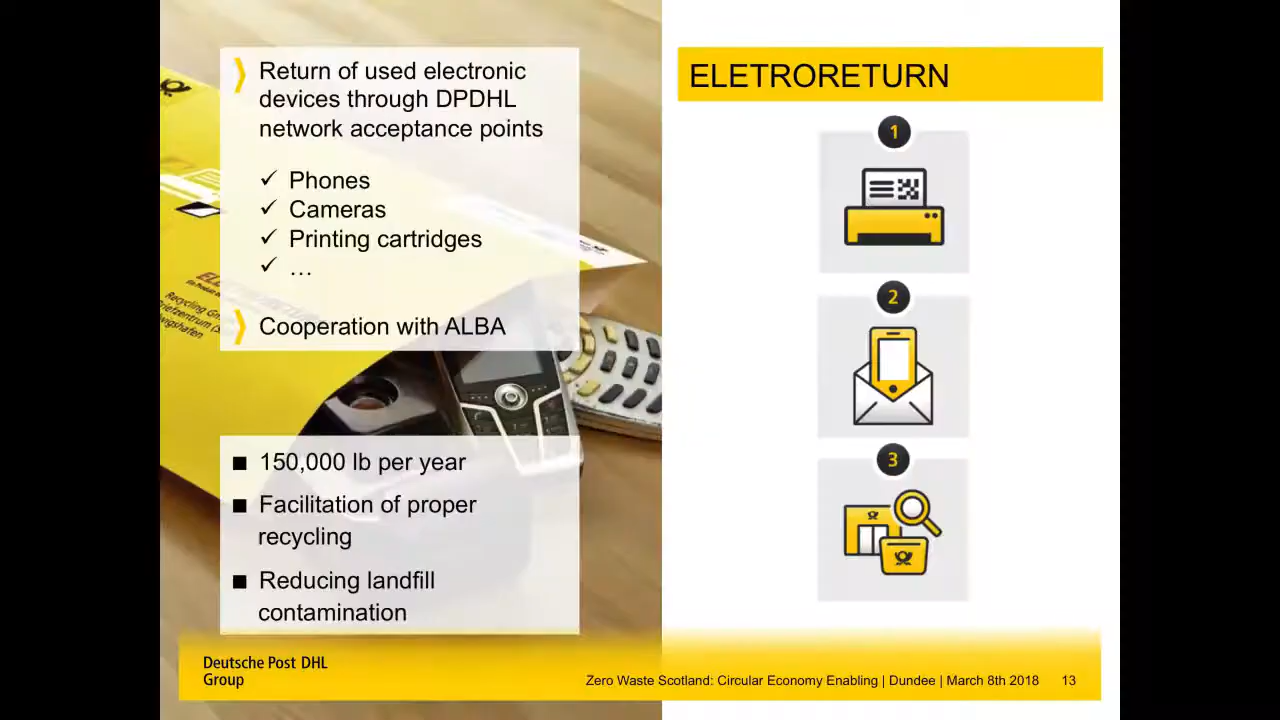 Return of used electronic
devices through DPDHL
network acceptance points
Phones
Cameras
Printing cartridges
…
Cooperation with ALBA
150,000 lb per year
Facilitation of proper
recycling
Reducing landfill
contamination
ELETRORETURN
1
2
3
Recycling
Deutsche Post DHL
Group
Zero Waste Scotland: Circular Economy Enabling | Dundee | March 8th 2018 13